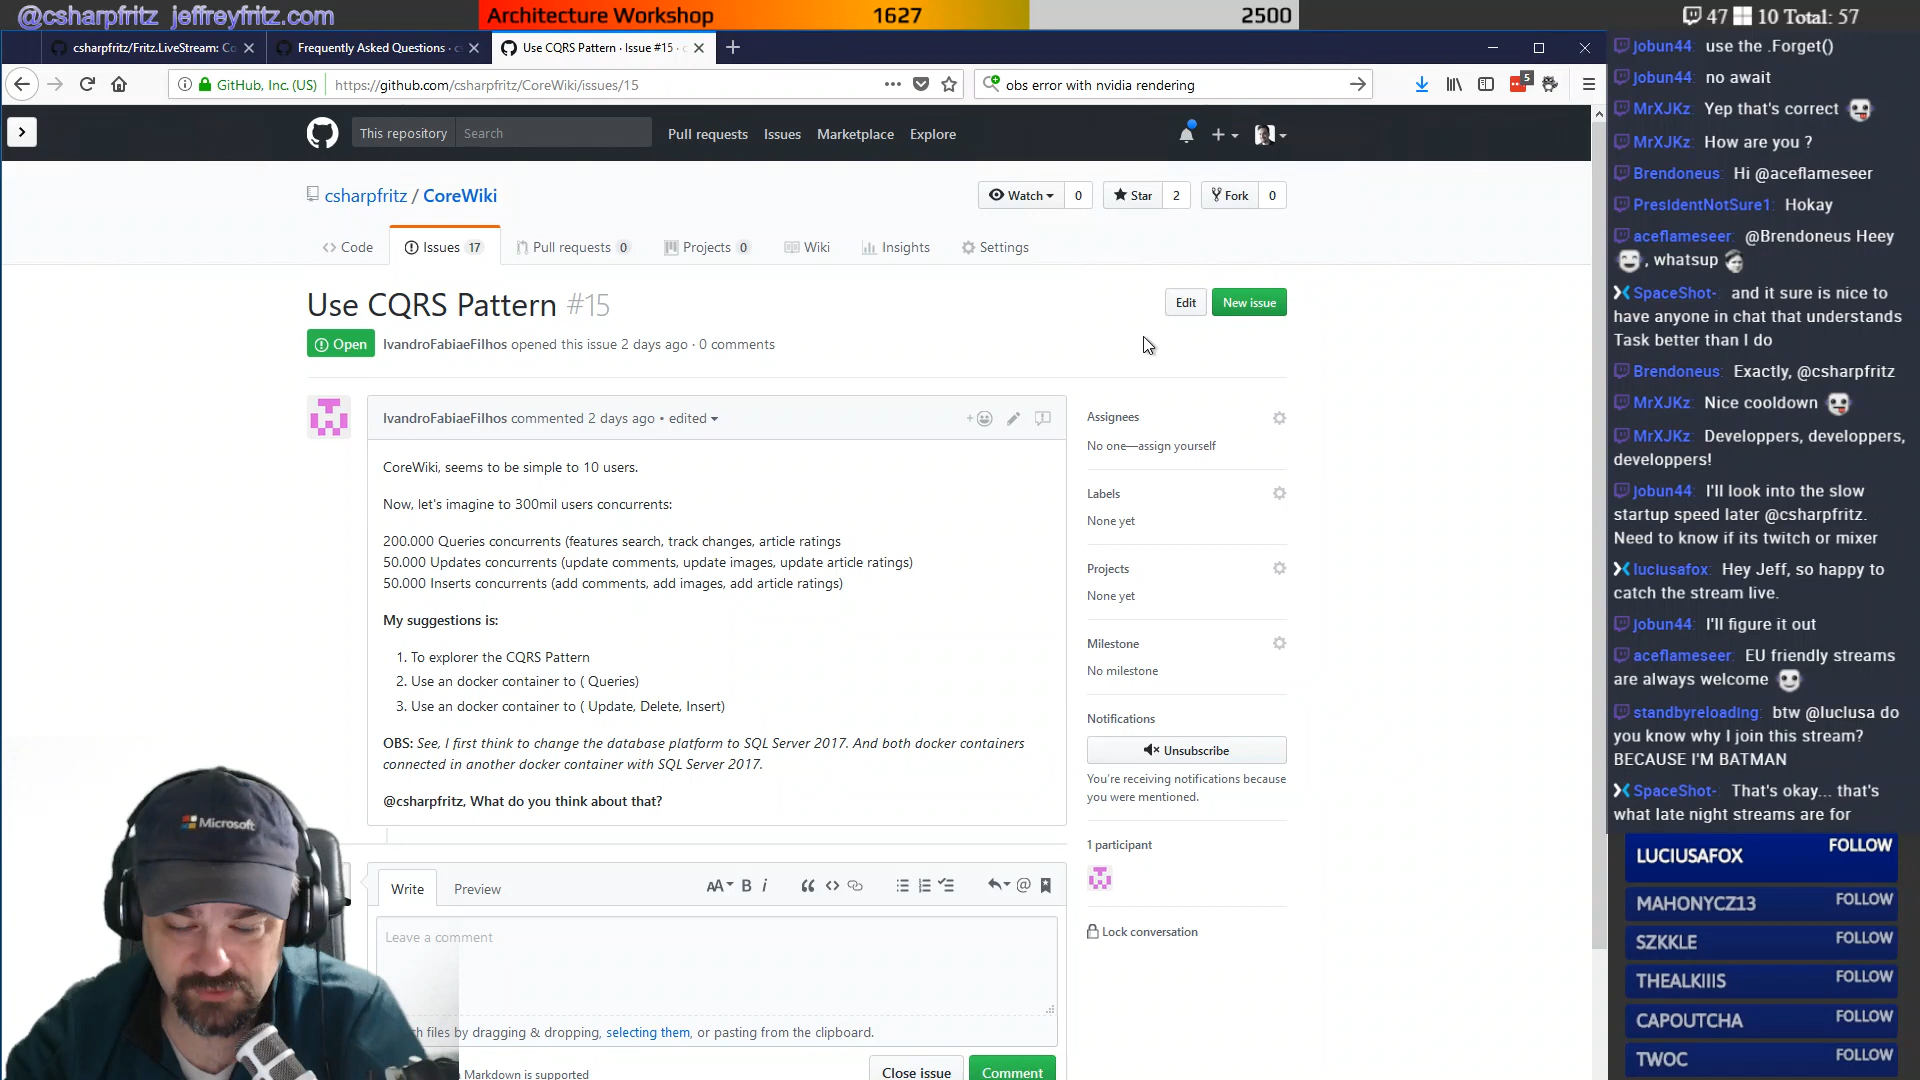 @csharpfritz jeffreyfritz.com
Architecture Workshop 1627 2500
47 10 Total: 57
csharpfritz/Fritz.LiveStream: Co
Frequently Asked Questions · cs
Use CQRS Pattern · Issue #15 · c
GitHub, Inc. (US)
https://github.com/csharpfritz/CoreWiki/issues/15
obs error with nvidia rendering
5
This repository
Search
Pull requests
Issues
Marketplace
Explore
csharpfritz / CoreWiki
Watch 0
Star 2
Fork 0
Code
Issues 17
Pull requests 0
Projects 0
Wiki
Insights
Settings
Use CQRS Pattern #15
Edit
New issue
Open
IvandroFabiaeFilhos opened this issue 2 days ago · 0 comments
IvandroFabiaeFilhos commented 2 days ago • edited
CoreWiki, seems to be simple to 10 users.
Now, let's imagine to 300mil users concurrents:
200.000 Queries concurrents (features search, track changes, article ratings
50.000 Updates concurrents (update comments, update images, update article ratings)
50.000 Inserts concurrents (add comments, add images, add article ratings)
My suggestions is:
1. To explorer the CQRS Pattern
2. Use an docker container to ( Queries)
3. Use an docker container to ( Update, Delete, Insert)
OBS: See, I first think to change the database platform to SQL Server 2017. And both docker containers
connected in another docker container with SQL Server 2017.
@csharpfritz, What do you think about that?
Write
Preview
AA B i
Leave a comment
ch files by dragging & dropping, selecting them, or pasting from the clipboard.
Markdown is supported
Close issue
Comment
Assignees
No one—assign yourself
Labels
None yet
Projects
None yet
Milestone
No milestone
Notifications
Unsubscribe
You're receiving notifications because
you were mentioned.
1 participant
Lock conversation
Microsoft
jobun44: use the .Forget()
jobun44: no await
MrXJKz: Yep that's correct
MrXJKz: How are you ?
Brendoneus: Hi @aceflameseer
PresidentNotSure1: Hokay
aceflameseer: @Brendoneus Heey
, whatsup
SpaceShot-: and it sure is nice to
have anyone in chat that understands
Task better than I do
Brendoneus: Exactly, @csharpfritz
MrXJKz: Nice cooldown
MrXJKz: Developpers, developpers,
developpers!
jobun44: I'll look into the slow
startup speed later @csharpfritz.
Need to know if its twitch or mixer
luciusafox: Hey Jeff, so happy to
catch the stream live.
jobun44: I'll figure it out
aceflameseer: EU friendly streams
are always welcome
standbyreloading: btw @luclusa do
you know why I join this stream?
BECAUSE I'M BATMAN
SpaceShot-: That's okay... that's
what late night streams are for
LUCIUSAFOX FOLLOW
MAHONYCZ13 FOLLOW
SZKKLE FOLLOW
THEALKIIIS FOLLOW
CAPOUTCHA FOLLOW
TWOC FOLLOW